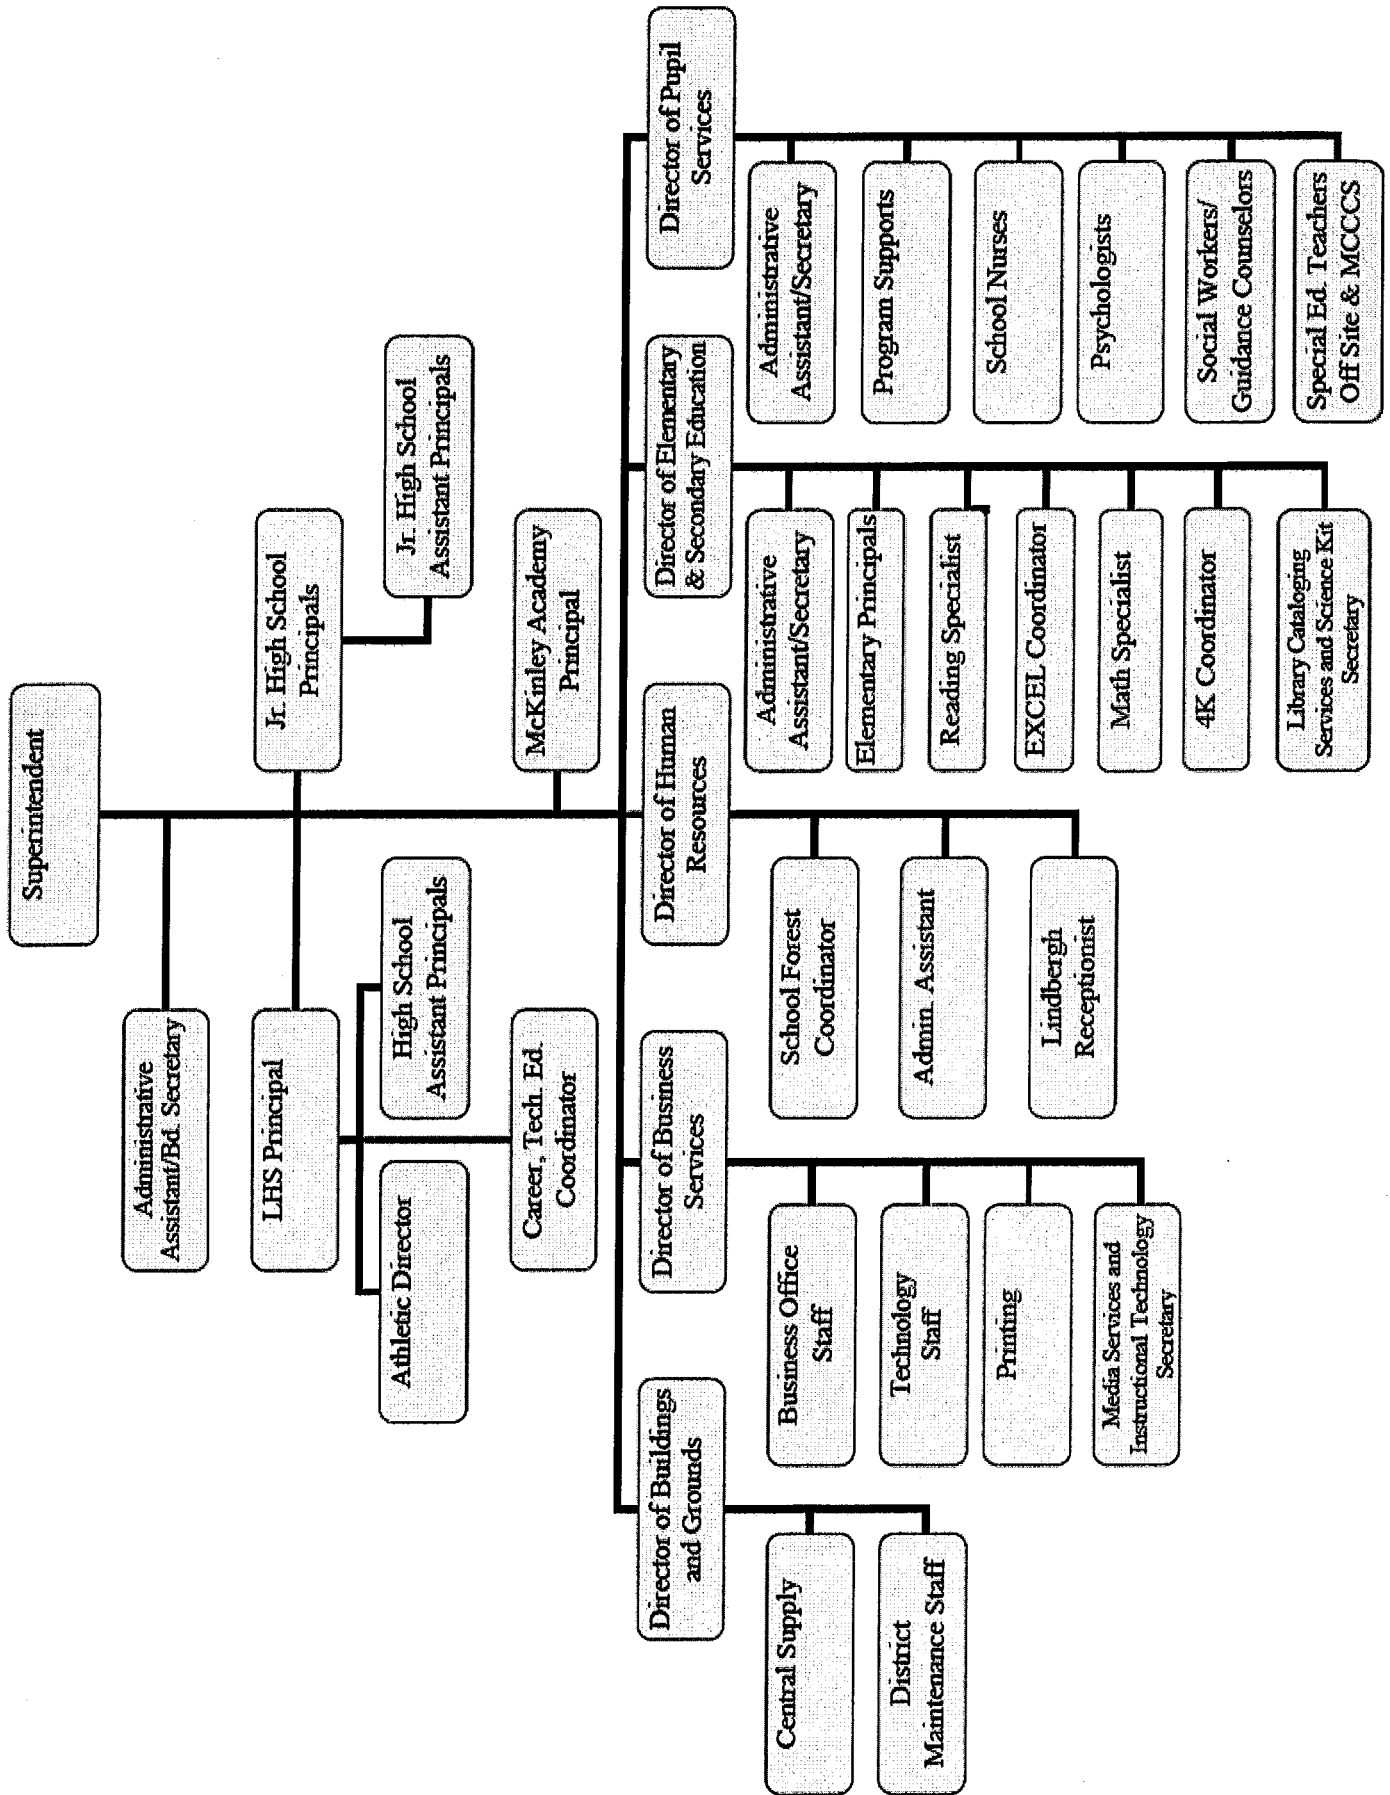 Superintendent
Administrative
Assistant/Bd. Secretary
LHS Principal
Jr. High School
Principals
Athletic Director
High School
Assistant Principals
Jr. High School
Assistant Principals
Career, Tech. Ed.
Coordinator
McKinley Academy
Principal
Director of Buildings
and Grounds
Central Supply
District
Maintenance Staff
Director of Business
Services
Business Office
Staff
Technology
Staff
Printing
Media Services and
Instructional Technology
Secretary
Director of Human
Resources
School Forest
Coordinator
Admin. Assistant
Lindbergh
Receptionist
Director of Elementary
& Secondary Education
Administrative
Assistant/Secretary
Elementary Principals
Reading Specialist
EXCEL Coordinator
Math Specialist
4K Coordinator
Library Cataloging
Services and Science Kit
Secretary
Director of Pupil
Services
Administrative
Assistant/Secretary
Program Supports
School Nurses
Psychologists
Social Workers/
Guidance Counselors
Special Ed. Teachers
Off Site & MCCCS